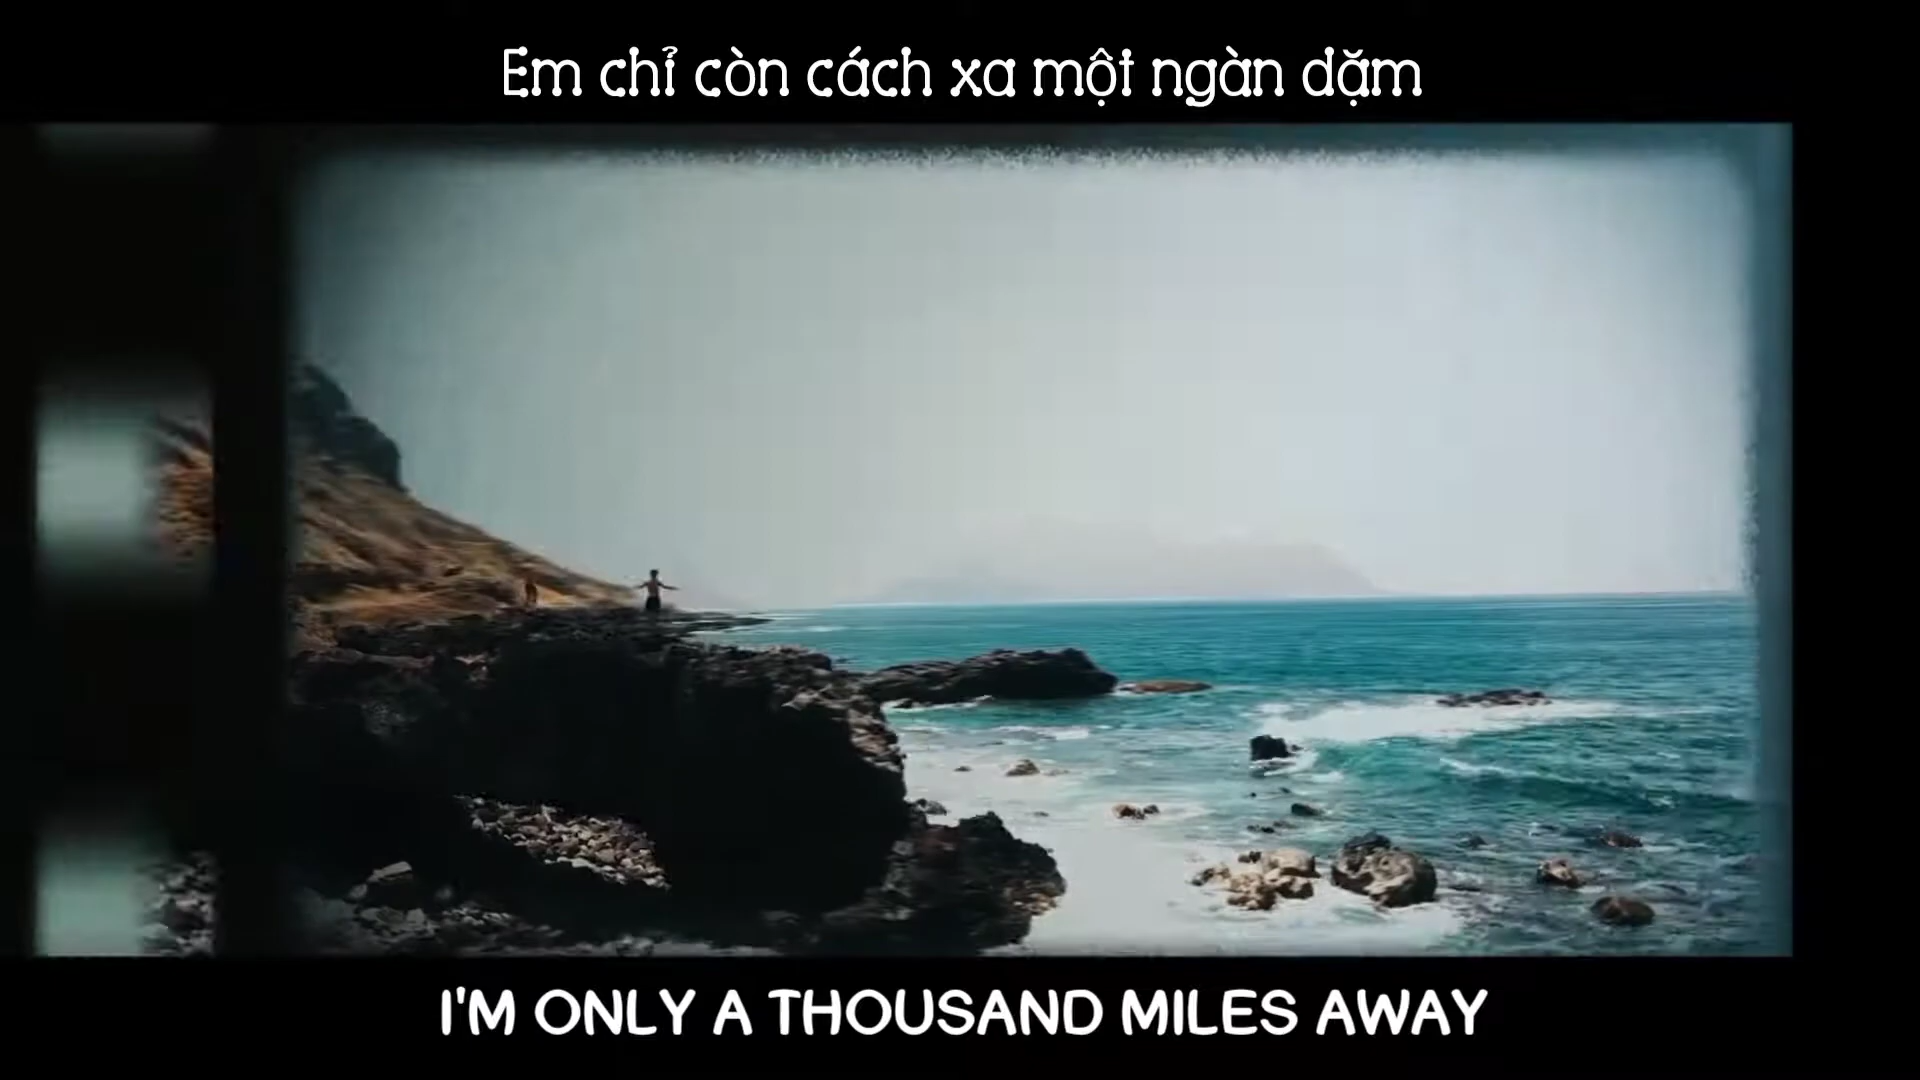 Em chỉ còn cách xa một ngàn dặm
I'M ONLY A THOUSAND MILES AWAY